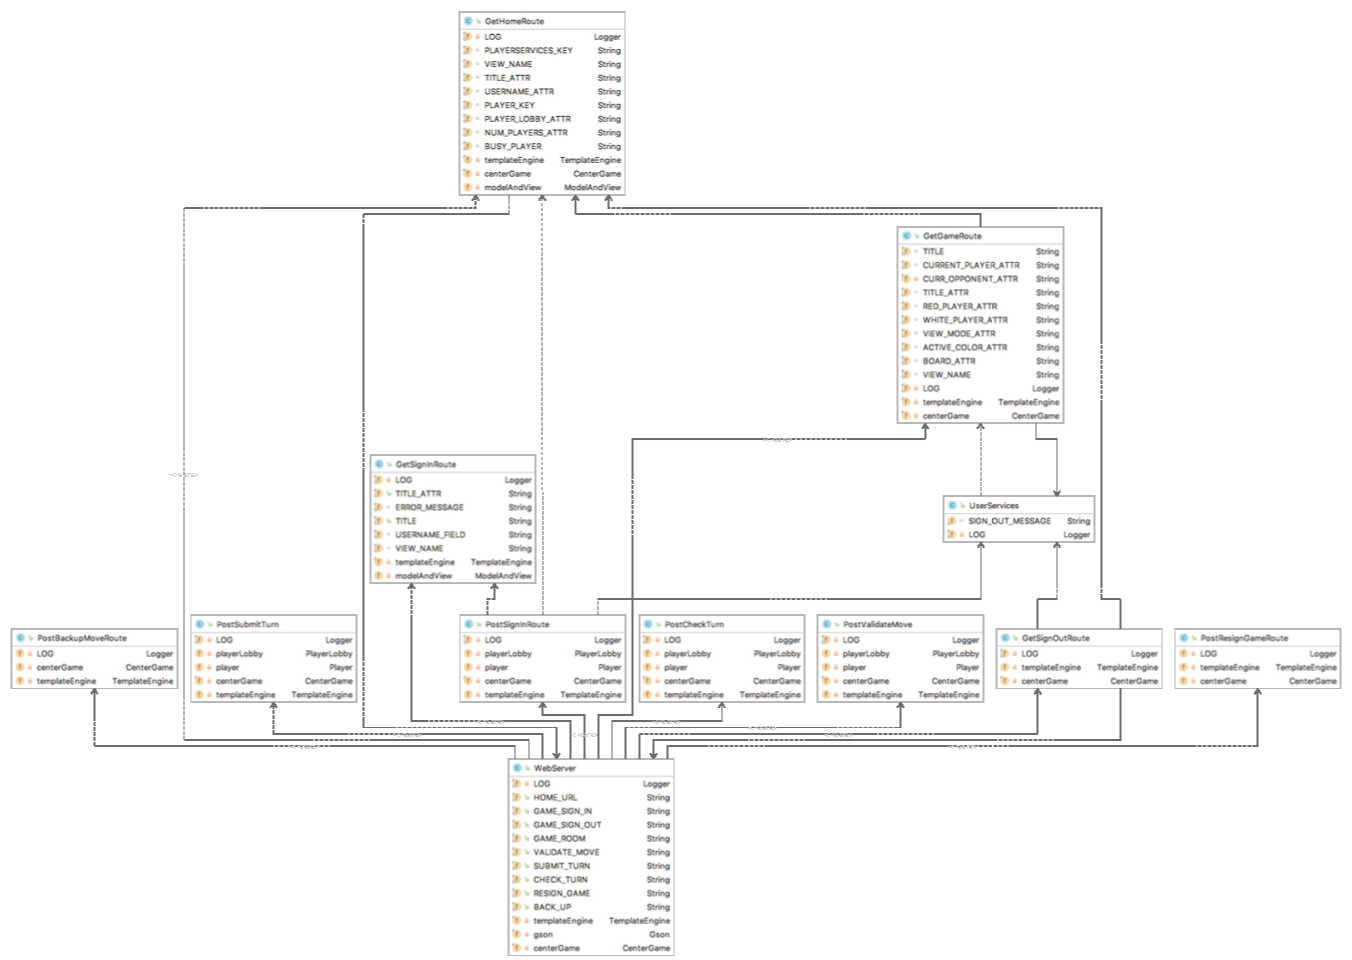 GetHomeRoute
LOG Logger
PLAYERSERVICES_KEY String
VIEW_NAME String
TITLE_ATTR String
USERNAME_ATTR String
PLAYER_KEY String
PLAYER_LOBBY_ATTR String
NUM_PLAYERS_ATTR String
BUSY_PLAYER String
templateEngine TemplateEngine
centerGame CenterGame
modelAndView ModelAndView
GetGameRoute
TITLE String
CURRENT_PLAYER_ATTR String
CURR_OPPONENT_ATTR String
TITLE_ATTR String
RED_PLAYER_ATTR String
WHITE_PLAYER_ATTR String
VIEW_MODE_ATTR String
ACTIVE_COLOR_ATTR String
BOARD_ATTR String
VIEW_NAME String
LOG Logger
templateEngine TemplateEngine
centerGame CenterGame
GetSignInRoute
LOG Logger
TITLE_ATTR String
ERROR_MESSAGE String
TITLE String
USERNAME_FIELD String
VIEW_NAME String
templateEngine TemplateEngine
modelAndView ModelAndView
UserServices
SIGN_OUT_MESSAGE String
LOG Logger
PostBackupMoveRoute
LOG Logger
centerGame CenterGame
templateEngine TemplateEngine
PostSubmitTurn
LOG Logger
playerLobby PlayerLobby
player Player
centerGame CenterGame
templateEngine TemplateEngine
PostSignInRoute
LOG Logger
playerLobby PlayerLobby
player Player
centerGame CenterGame
templateEngine TemplateEngine
PostCheckTurn
LOG Logger
playerLobby PlayerLobby
player Player
centerGame CenterGame
templateEngine TemplateEngine
PostValidateMove
LOG Logger
playerLobby PlayerLobby
player Player
centerGame CenterGame
templateEngine TemplateEngine
GetSignOutRoute
LOG Logger
templateEngine TemplateEngine
centerGame CenterGame
PostResignGameRoute
LOG Logger
templateEngine TemplateEngine
centerGame CenterGame
WebServer
LOG Logger
HOME_URL String
GAME_SIGN_IN String
GAME_SIGN_OUT String
GAME_ROOM String
VALIDATE_MOVE String
SUBMIT_TURN String
CHECK_TURN String
RESIGN_GAME String
BACK_UP String
templateEngine TemplateEngine
gson Gson
centerGame CenterGame